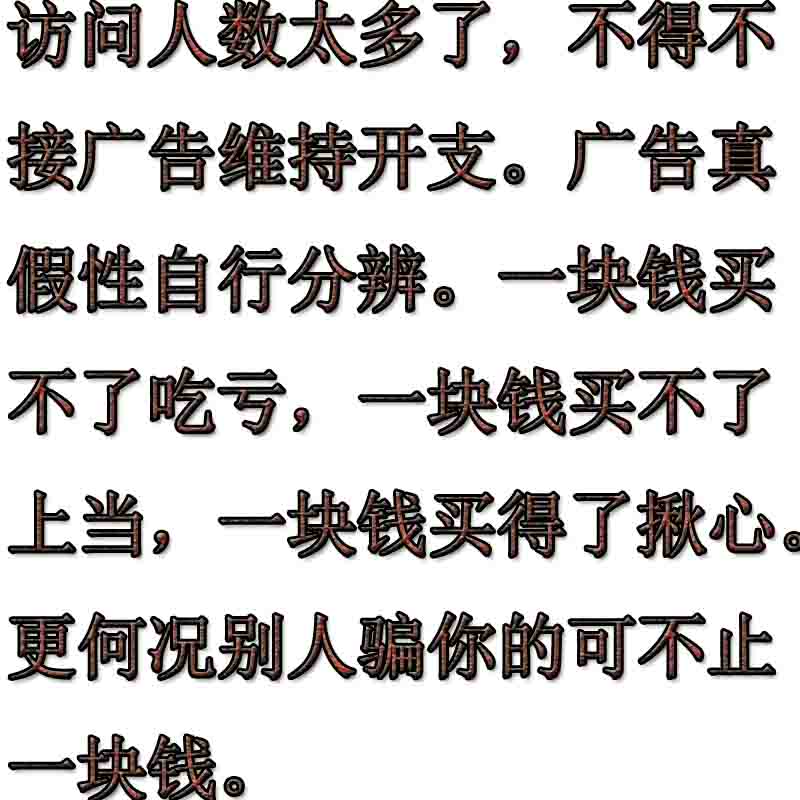 访问人数太多了，不得不
接广告维持开支。广告真
假性自行分辨。一块钱买
不了吃亏，一块钱买不了
上当，一块钱买得了揪心。
更何况别人骗你的可不止
一块钱。